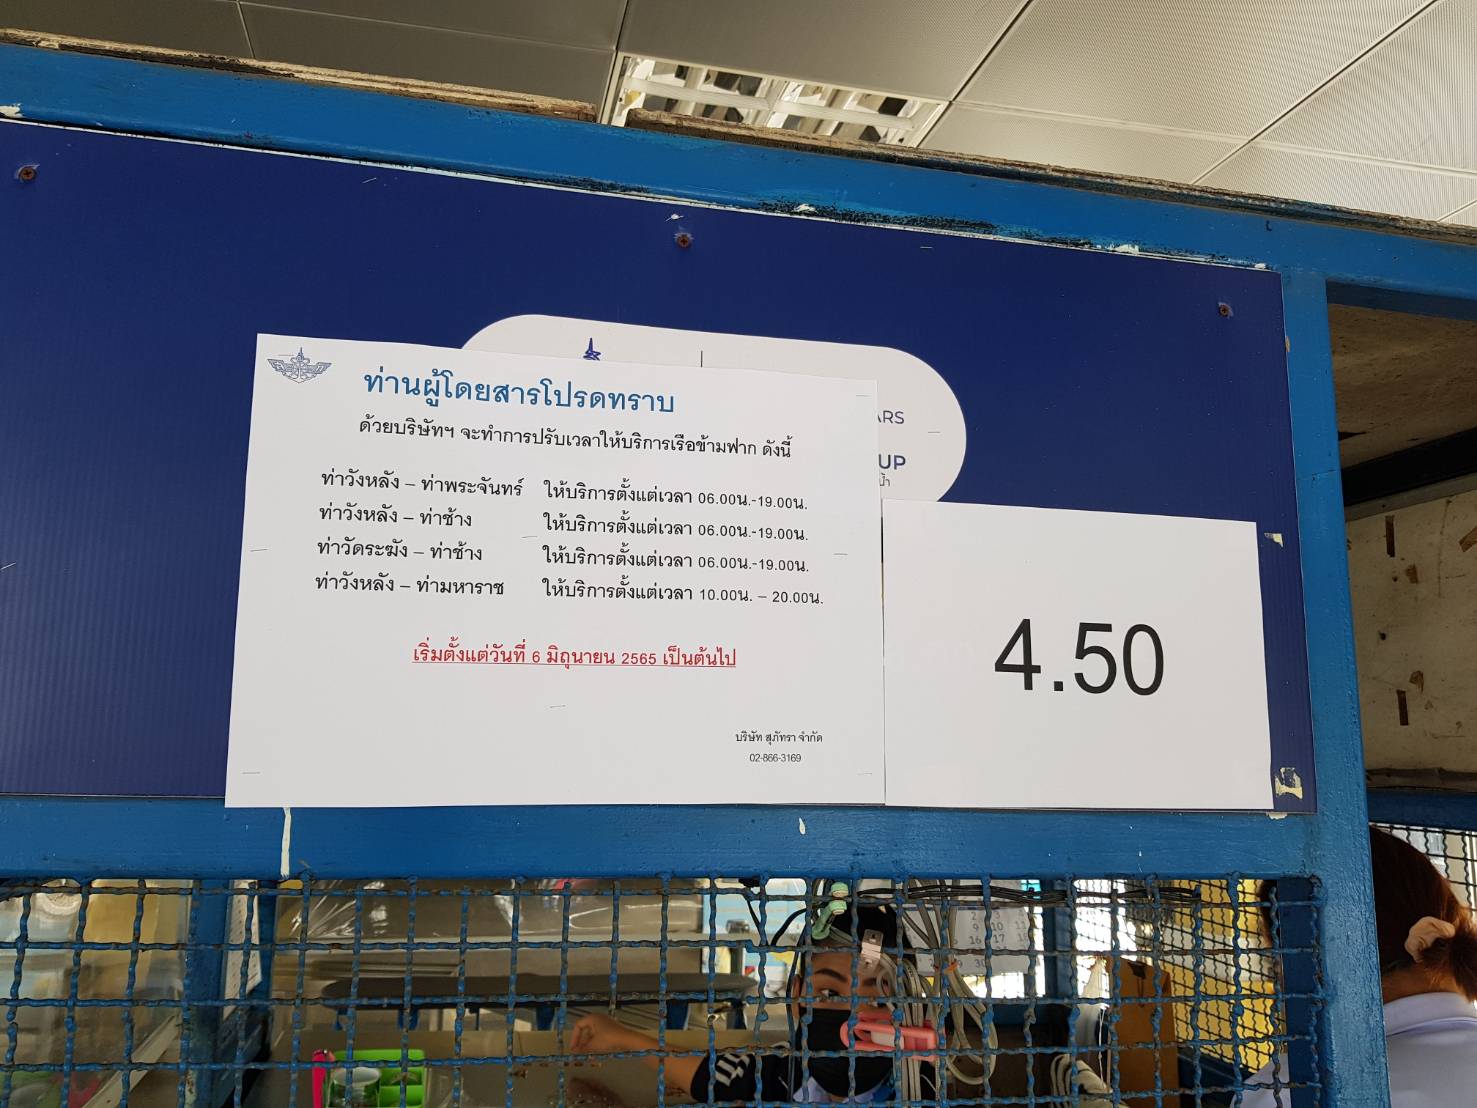 ท่านผู้โดยสารโปรดทราบ
ด้วยบริษัทฯ จะทำการปรับเวลาให้บริการเรือข้ามฟาก ดังนี้
ท่าวังหลัง – ท่าพระจันทร์ ให้บริการตั้งแต่เวลา 06.00น.-19.00น.
ท่าวังหลัง – ท่าช้าง ให้บริการตั้งแต่เวลา 06.00น.-19.00น.
ท่าวัดระฆัง – ท่าช้าง ให้บริการตั้งแต่เวลา 06.00น.-19.00น.
ท่าวังหลัง – ท่ามหาราช ให้บริการตั้งแต่เวลา 10.00น. – 20.00น.
เริ่มตั้งแต่วันที่ 6 มิถุนายน 2565 เป็นต้นไป
บริษัท สุภัทรา จำกัด
02-866-3169
ARS
UP
4.50